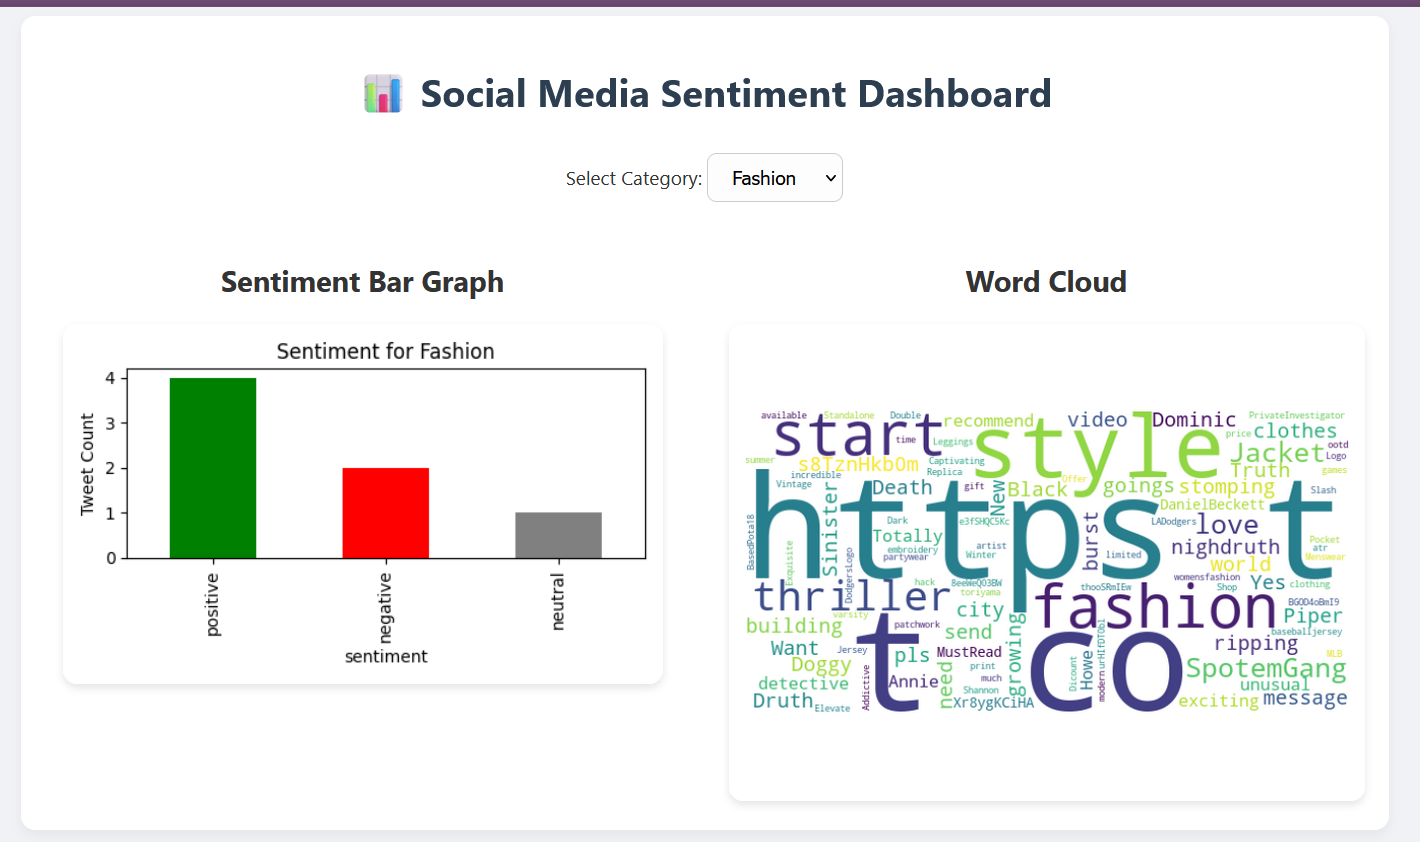 Social Media Sentiment Dashboard
Select Category: Fashion
Sentiment Bar Graph
Sentiment for Fashion
Tweet Count
4
3
2
1
0
positive
negative
neutral
sentiment
Word Cloud
available Standalone Double recommend video Dominic PrivateInvestigator
start time Leggings style price clothes ootd
summer s8TznHkb0m Captivating Jacket Logo
incredible Replica Truth games
Vintage Death gift New Black Offer goings stomping Slash
https t
BasedPota18 Sinister Dark e3fSHQC5Kc burst LADodgers DanielBeckett love
Totally nighdruth Pocket
Exquisite embroidery artist limited atr
DodgersLogo partywear Winter world Menswear
hack 8eeWeQO3BW thooSRmIEw womensfashion Shop Yes clothing
thriller toriyama fashion BGOD4oBmI9
varsity city Piper
building patchwork send growing baseballjersey
t co
Want Jersey pls MustRead ripping MLB
Doggy print Howe SpotemGang
detective Addictive Annie much need Dicount modern unusual
Druth Elevate Shannon Xr8ygKCiHA exciting message